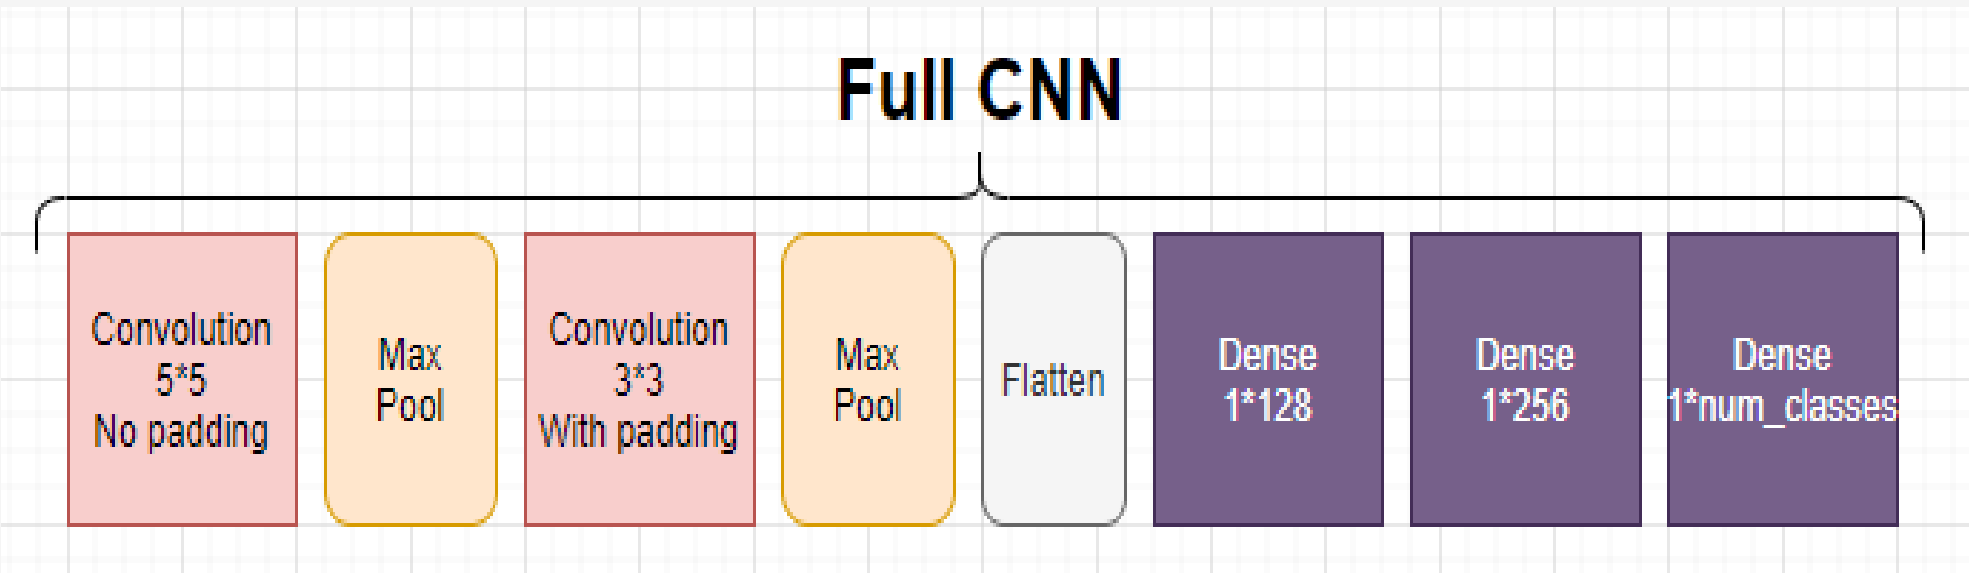 Full CNN
Convolution
5*5
No padding
Max
Pool
Convolution
3*3
With padding
Max
Pool
Flatten
Dense
1*128
Dense
1*256
Dense
1*num_classes